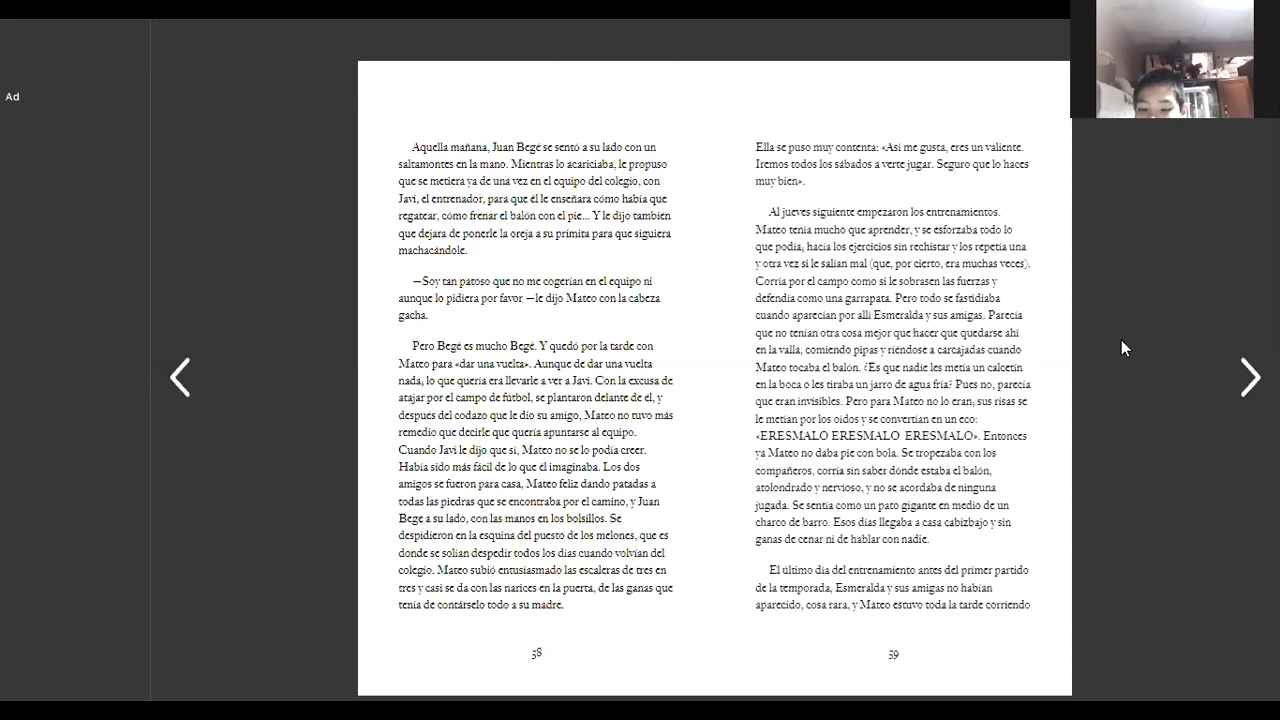 Ad
Aquella mañana, Juan Begé se sentó a su lado con un
saltamontes en la mano. Mientras lo acariciaba, le propuso
que se metiera ya de una vez en el equipo del colegio, con
Javi, el entrenador, para que él le enseñara cómo había que
regatear, cómo frenar el balón con el pie... Y le dijo también
que dejara de ponerle la oreja a su primita para que siguiera
machacándole.
—Soy tan patoso que no me cogerían en el equipo ni
aunque lo pidiera por favor —le dijo Mateo con la cabeza
gacha.
Pero Begé es mucho Begé. Y quedó por la tarde con
Mateo para «dar una vuelta». Aunque de dar una vuelta
nada; lo que quería era llevarle a ver a Javi. Con la excusa de
atajar por el campo de fútbol, se plantaron delante de él, y
después del codazo que le dio su amigo, Mateo no tuvo más
remedio que decirle que quería apuntarse al equipo.
Cuando Javi le dijo que sí, Mateo no se lo podía creer.
Había sido más fácil de lo que él imaginaba. Los dos
amigos se fueron para casa, Mateo feliz dando patadas a
todas las piedras que se encontraba por el camino, y Juan
Begé a su lado, con las manos en los bolsillos. Se
despidieron en la esquina del puesto de los melones, que es
donde se solían despedir todos los días cuando volvían del
colegio. Mateo subió entusiasmado las escaleras de tres en
tres y casi se da con las narices en la puerta, de las ganas que
tenía de contárselo todo a su madre.
58
Ella se puso muy contenta: «Así me gusta, eres un valiente.
Iremos todos los sábados a verte jugar. Seguro que lo haces
muy bien».
Al jueves siguiente empezaron los entrenamientos.
Mateo tenía mucho que aprender, y se esforzaba todo lo
que podía; hacía los ejercicios sin rechistar y los repetía una
y otra vez si le salían mal (que, por cierto, era muchas veces).
Corría por el campo como si le sobrasen las fuerzas y
defendía como una garrapata. Pero todo se fastidiaba
cuando aparecían por allí Esmeralda y sus amigas. Parecía
que no tenían otra cosa mejor que hacer que quedarse ahí
en la valla, comiendo pipas y riéndose a carcajadas cuando
Mateo tocaba el balón. ¿Es que nadie les metía un calcetín
en la boca o les tiraba un jarro de agua fría? Pues no, parecía
que eran invisibles. Pero para Mateo no lo eran; sus risas se
le metían por los oídos y se convertían en un eco:
«ERESMALO ERESMALO ERESMALO». Entonces
ya Mateo no daba pie con bola. Se tropezaba con los
compañeros, corría sin saber dónde estaba el balón,
atolondrado y nervioso, y no se acordaba de ninguna
jugada. Se sentía como un pato gigante en medio de un
charco de barro. Esos días llegaba a casa cabizbajo y sin
ganas de cenar ni de hablar con nadie.
El último día del entrenamiento antes del primer partido
de la temporada, Esmeralda y sus amigas no habían
aparecido, cosa rara, y Mateo estuvo toda la tarde corriendo
59